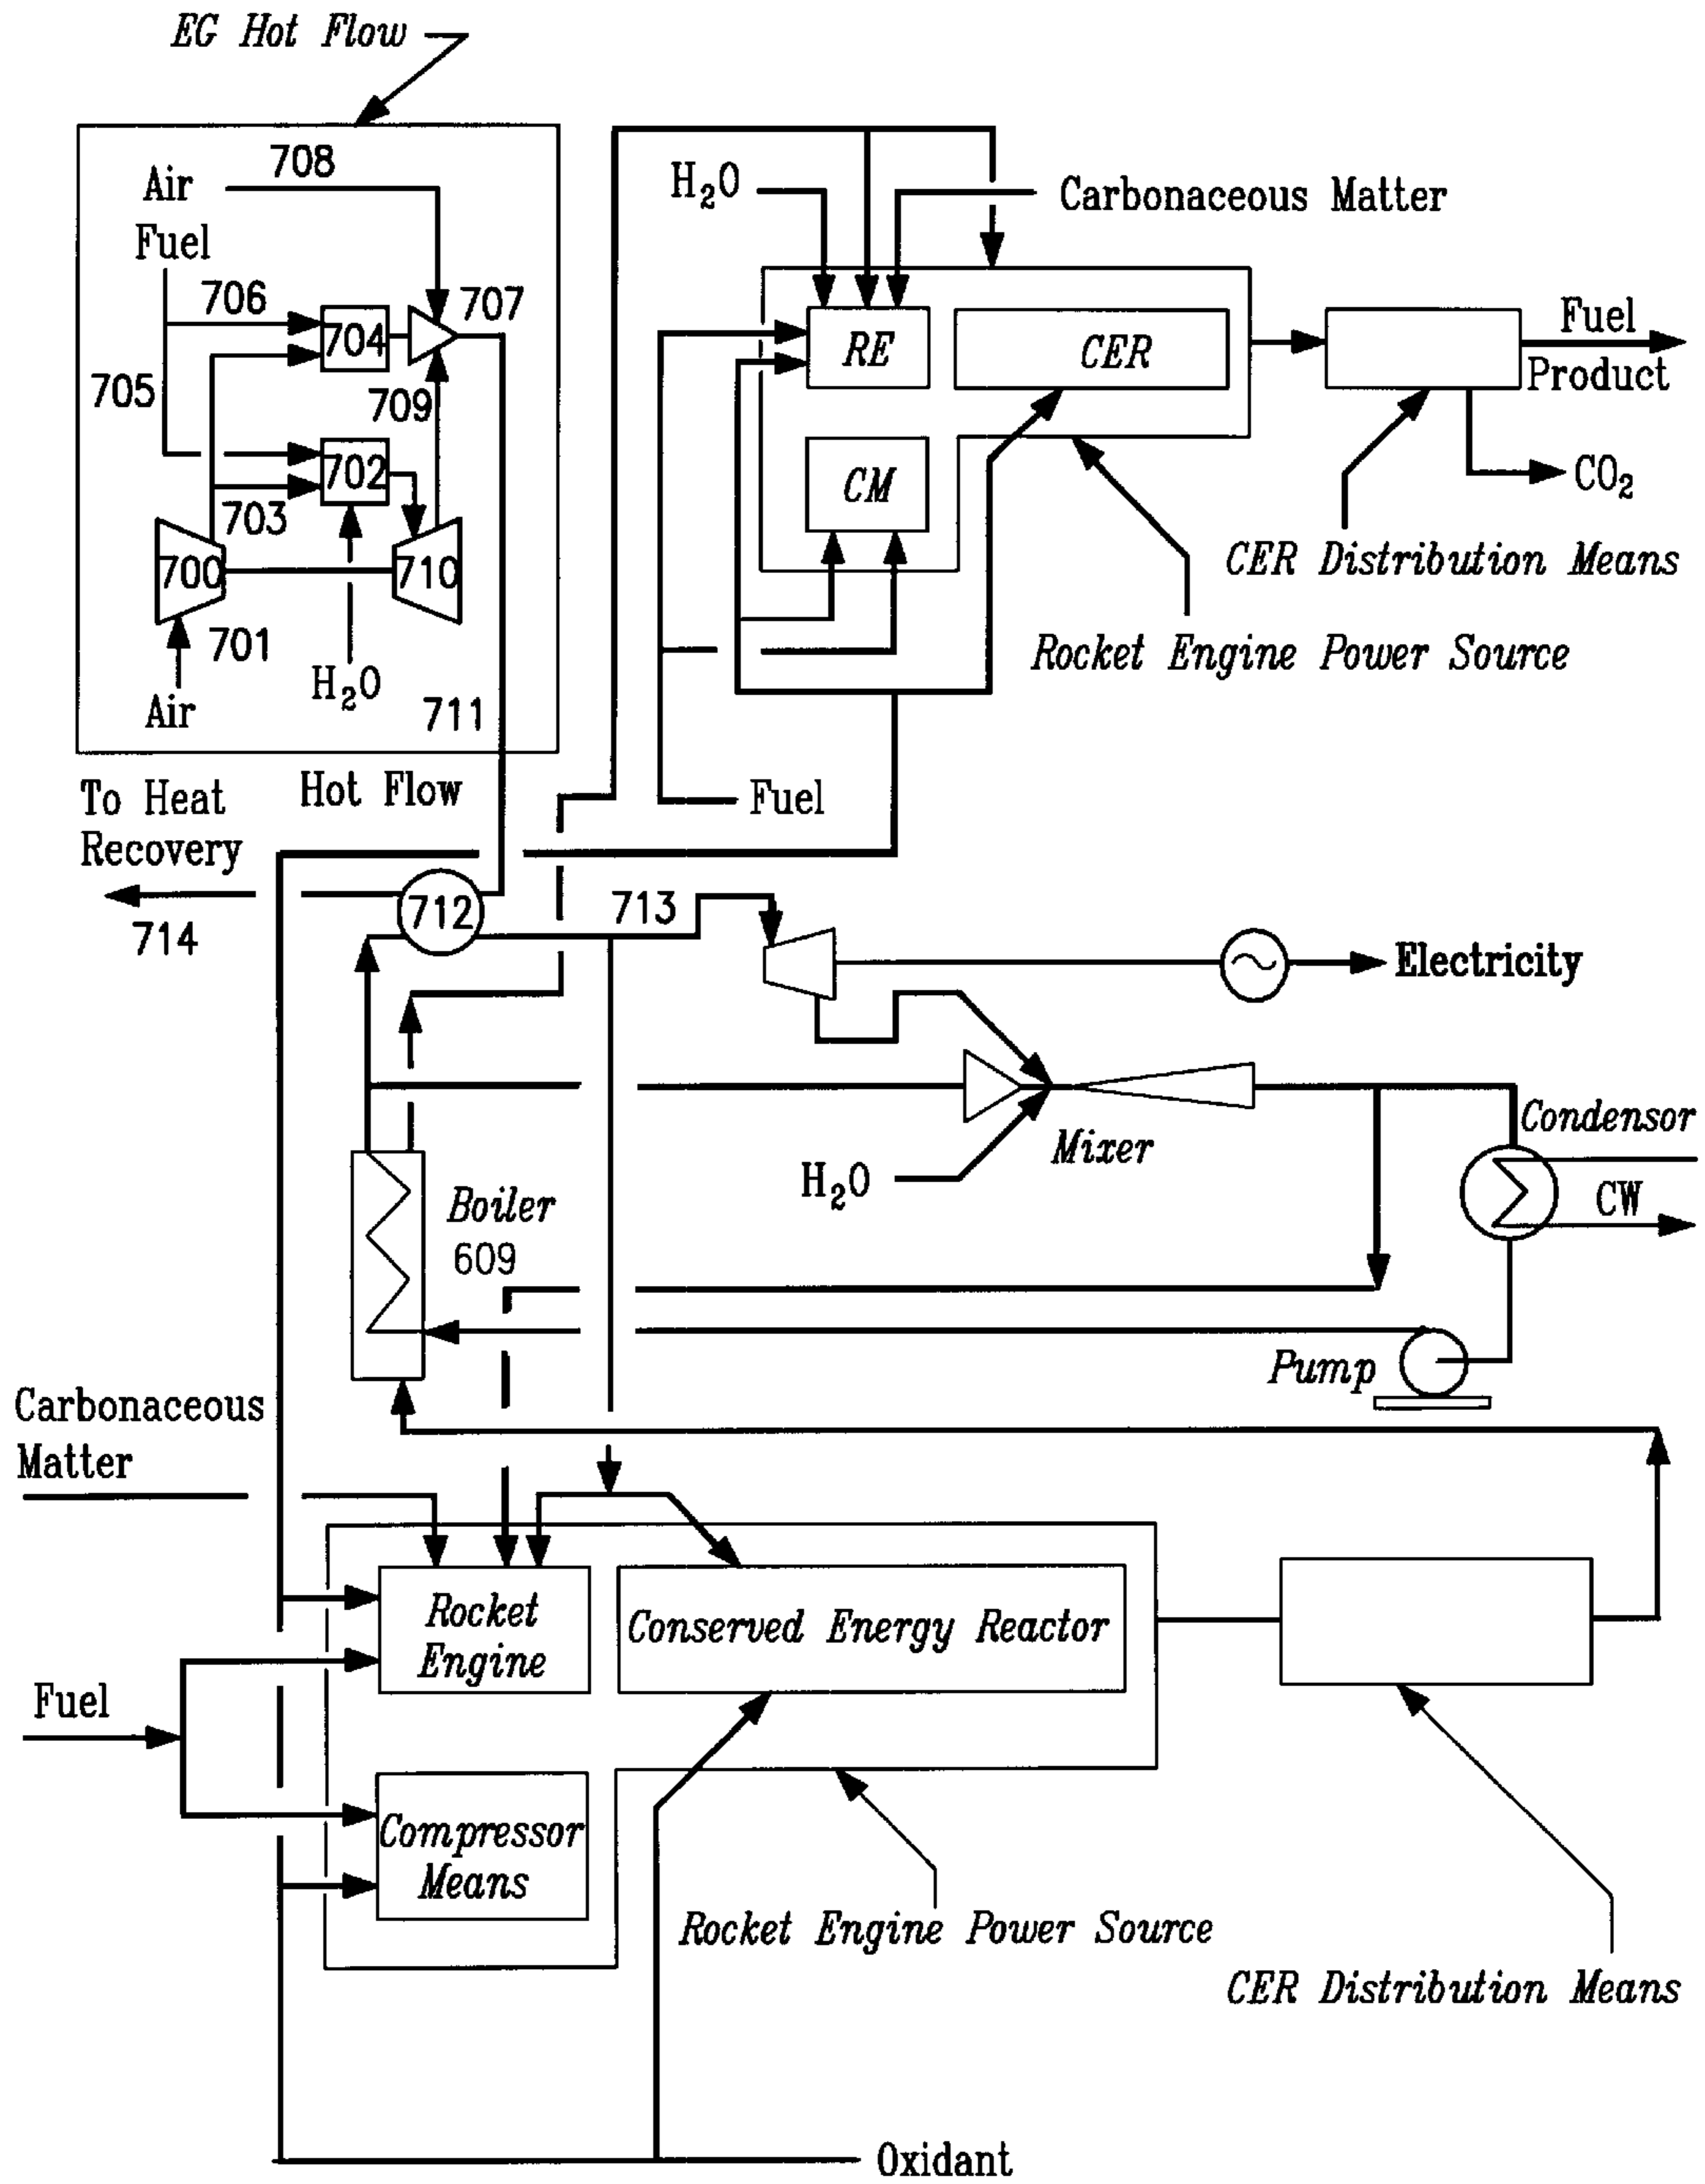 EG Hot Flow
708
Air
Fuel
706
704
707
705
709
702
703
700
710
701
H₂O
Air
711
H₂O
Carbonaceous Matter
RE
CER
Fuel
Product
CM
CO₂
CER Distribution Means
Rocket Engine Power Source
Fuel
To Heat
Recovery
Hot Flow
712
713
714
Electricity
Mixer
H₂O
Condensor
CW
Boiler
609
Pump
Carbonaceous
Matter
Rocket
Engine
Conserved Energy Reactor
Fuel
Compressor
Means
Rocket Engine Power Source
CER Distribution Means
Oxidant